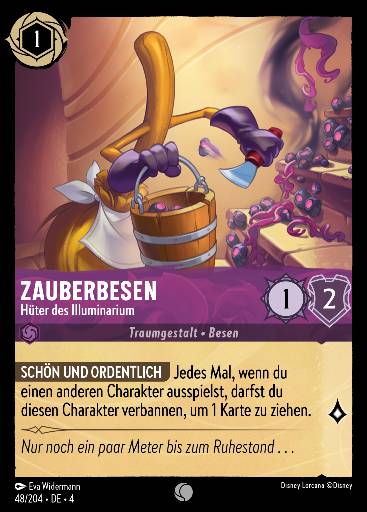 1
ZAUBERBESEN
Hüter des Illuminarium
1
2
Traumgestalt • Besen
SCHÖN UND ORDENTLICH Jedes Mal, wenn du
einen anderen Charakter ausspielst, darfst du
diesen Charakter verbannen, um 1 Karte zu ziehen.
Nur noch ein paar Meter bis zum Ruhestand . . .
Eva Widermann
Disney Lorcana ©Disney
48/204 • DE • 4